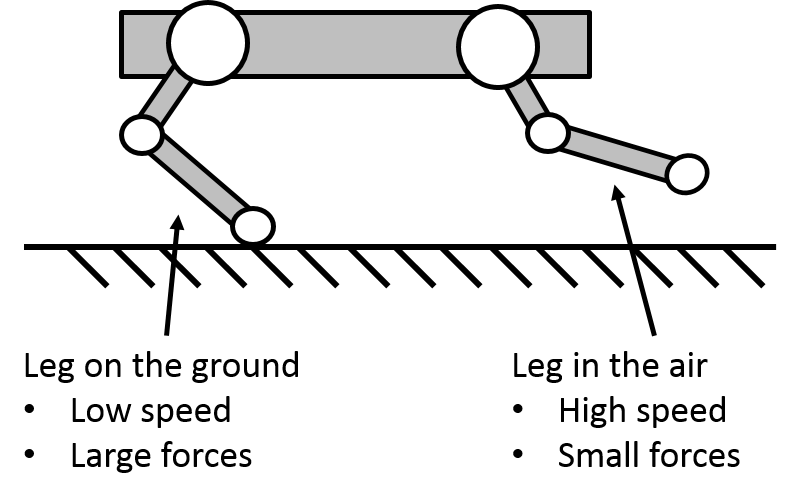 Leg on the ground
• Low speed
• Large forces
Leg in the air
• High speed
• Small forces